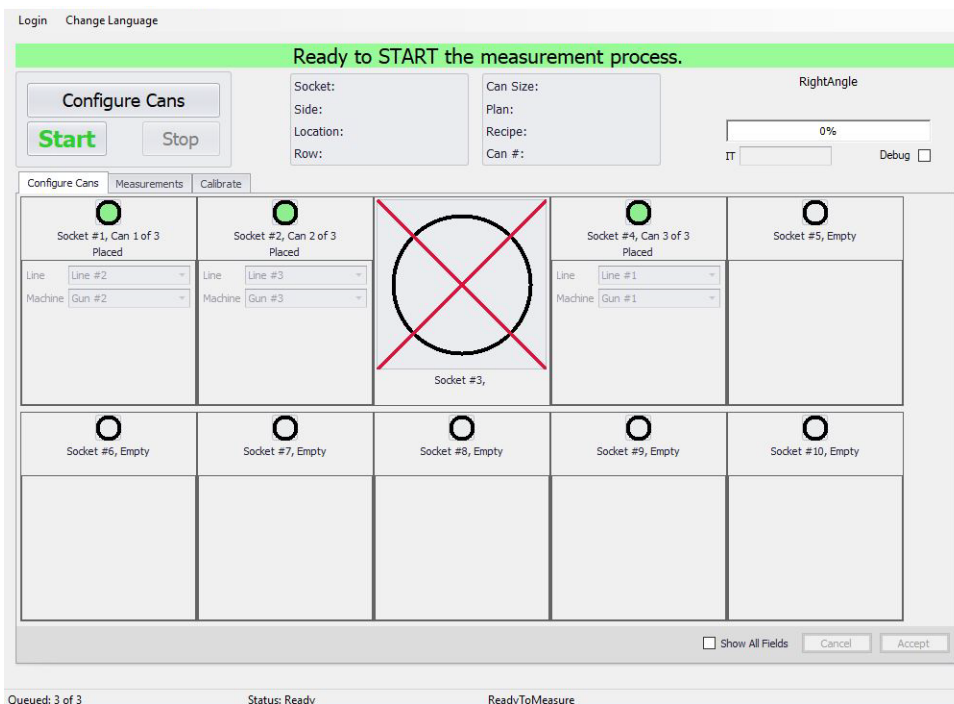 Login Change Language
Ready to START the measurement process.
Configure Cans
Start Stop
Socket:
Side:
Location:
Row:
Can Size:
Plan:
Recipe:
Can #:
RightAngle
0%
IT Debug
Configure Cans Measurements Calibrate
Socket #1, Can 1 of 3
Placed
Line Line #2
Machine Gun #2
Socket #2, Can 2 of 3
Placed
Line Line #3
Machine Gun #3
Socket #3,
Socket #4, Can 3 of 3
Placed
Line Line #1
Machine Gun #1
Socket #5, Empty
Socket #6, Empty
Socket #7, Empty
Socket #8, Empty
Socket #9, Empty
Socket #10, Empty
Show All Fields Cancel Accept
Queued: 3 of 3 Status: Ready ReadyToMeasure